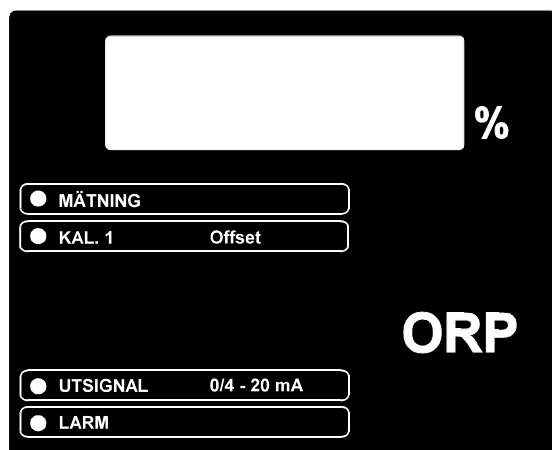 %
MÄTNING
KAL. 1 Offset
ORP
UTSIGNAL 0/4 - 20 mA
LARM